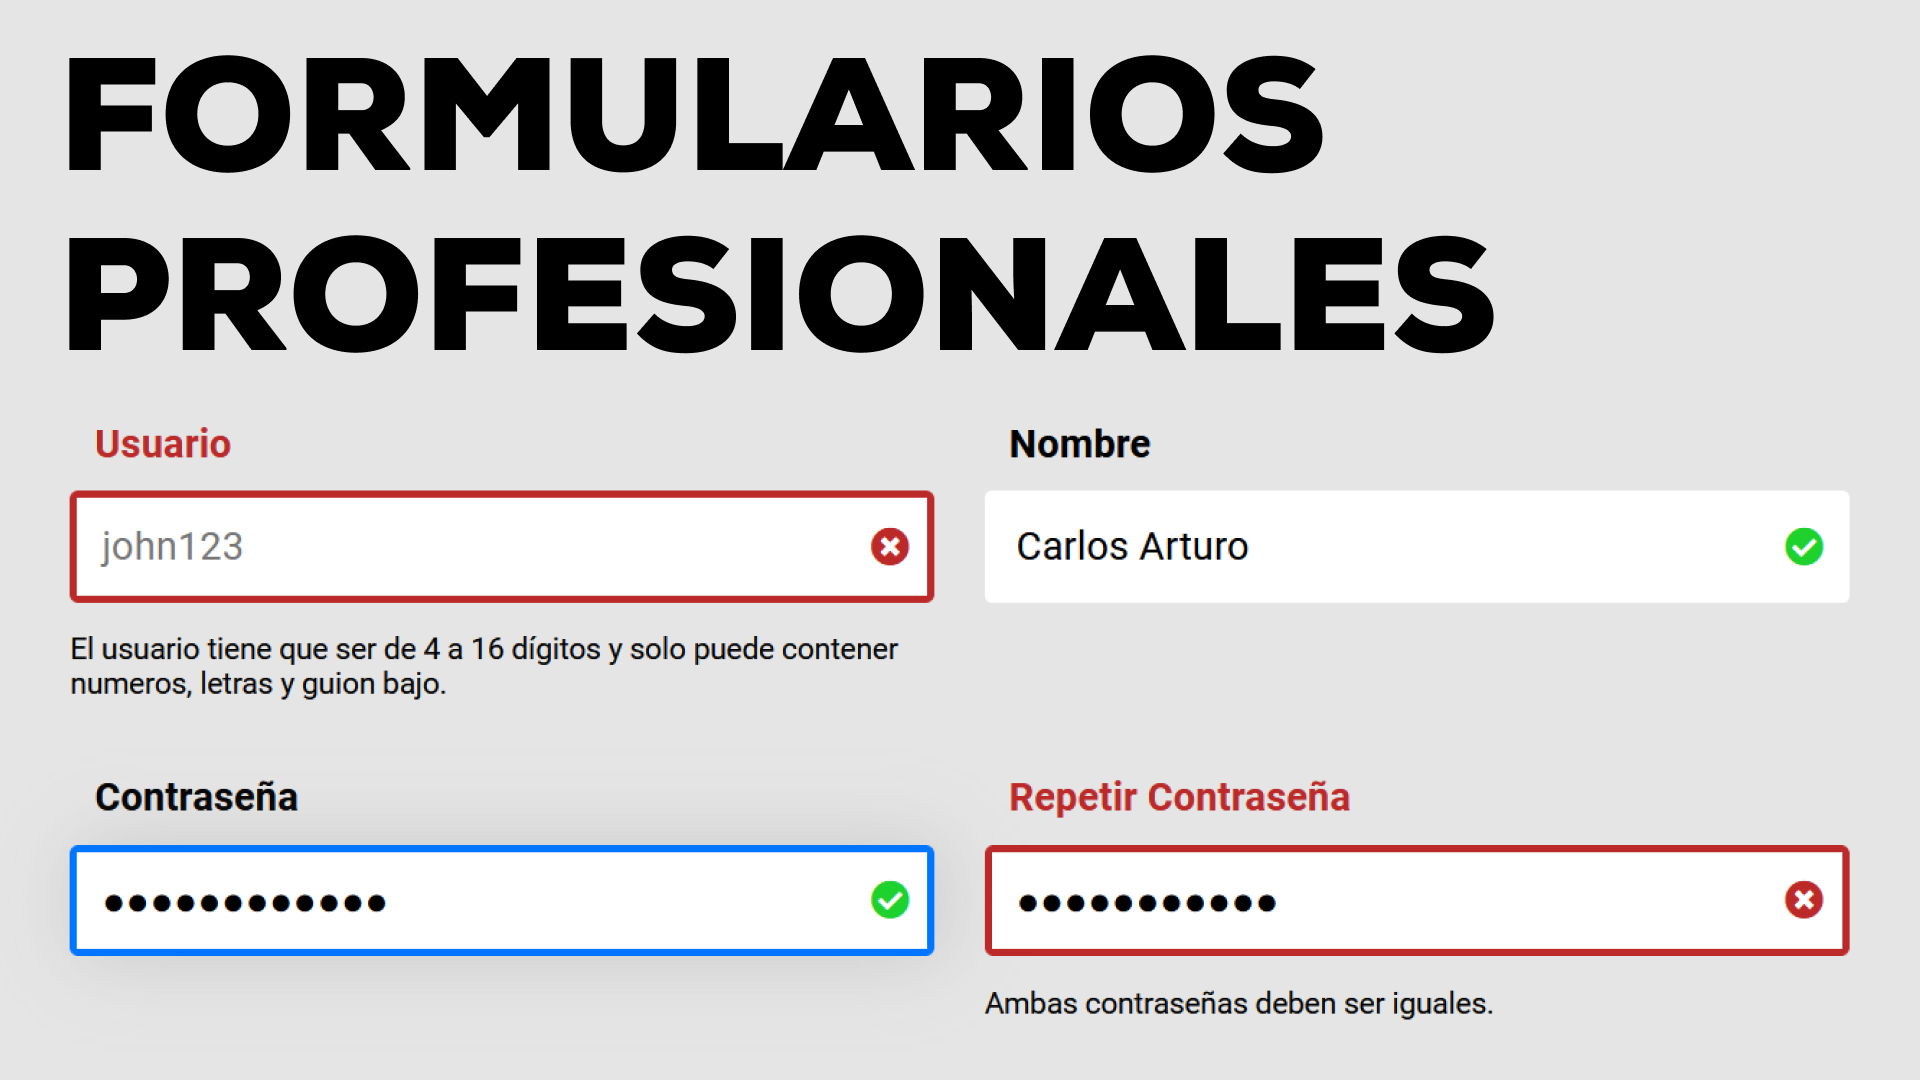 FORMULARIOS
PROFESIONALES
Usuario
Nombre
john123
Carlos Arturo
El usuario tiene que ser de 4 a 16 dígitos y solo puede contener
numeros, letras y guion bajo.
Contraseña
Repetir Contraseña
●●●●●●●●●●●●
●●●●●●●●●●●
Ambas contraseñas deben ser iguales.